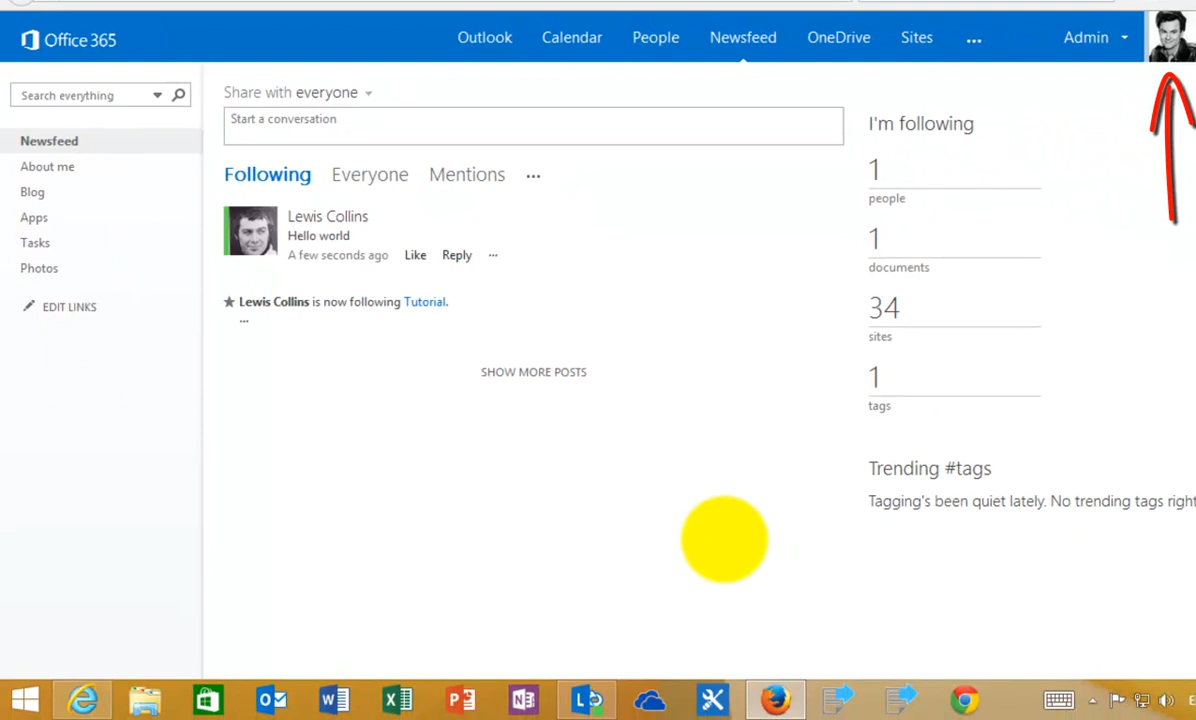 Office 365
Outlook Calendar People Newsfeed OneDrive Sites ... Admin
Search everything
Newsfeed
About me
Blog
Apps
Tasks
Photos
EDIT LINKS
Share with everyone
Start a conversation
Following Everyone Mentions ...
Lewis Collins
Hello world
A few seconds ago Like Reply ...
Lewis Collins is now following Tutorial.
...
SHOW MORE POSTS
I'm following
1
people
1
documents
34
sites
1
tags
Trending #tags
Tagging's been quiet lately. No trending tags right